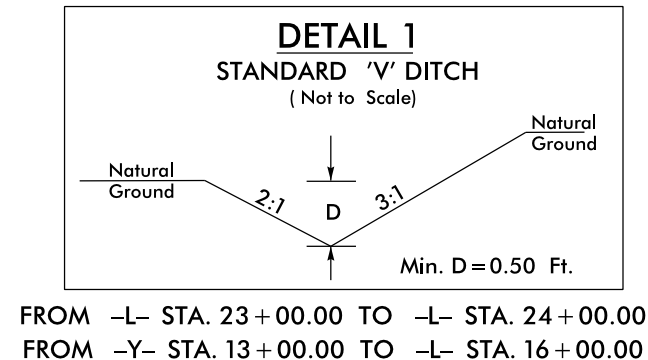 DETAIL 1
STANDARD 'V' DITCH
( Not to Scale)
Natural
Ground
Natural
Ground
2:1
D
3:1
Min. D=0.50 Ft.
FROM –L– STA. 23+00.00 TO –L– STA. 24+00.00
FROM –Y– STA. 13+00.00 TO –L– STA. 16+00.00